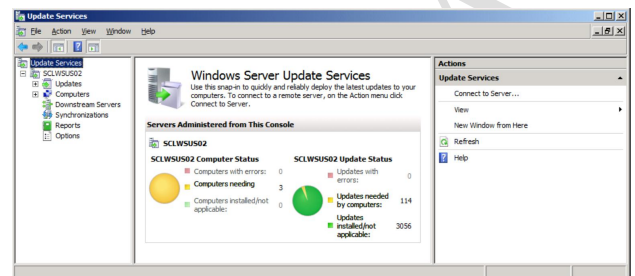 Update Services
File Action View Window Help
Update Services
SCLWSUS02
Updates
Computers
Downstream Servers
Synchronizations
Reports
Options
Windows Server Update Services
Use this snap-in to quickly and reliably deploy the latest updates to your
computers. To connect to a remote server, on the Action menu click
Connect to Server.
Servers Administered from This Console
SCLWSUS02
SCLWSUS02 Computer Status
Computers with errors: 0
Computers needing 3
Computers installed/not
applicable: 0
SCLWSUS02 Update Status
Updates with
errors: 0
Updates needed
by computers: 114
Updates
installed/not 3056
applicable:
Actions
Update Services
Connect to Server...
View
New Window from Here
Refresh
Help